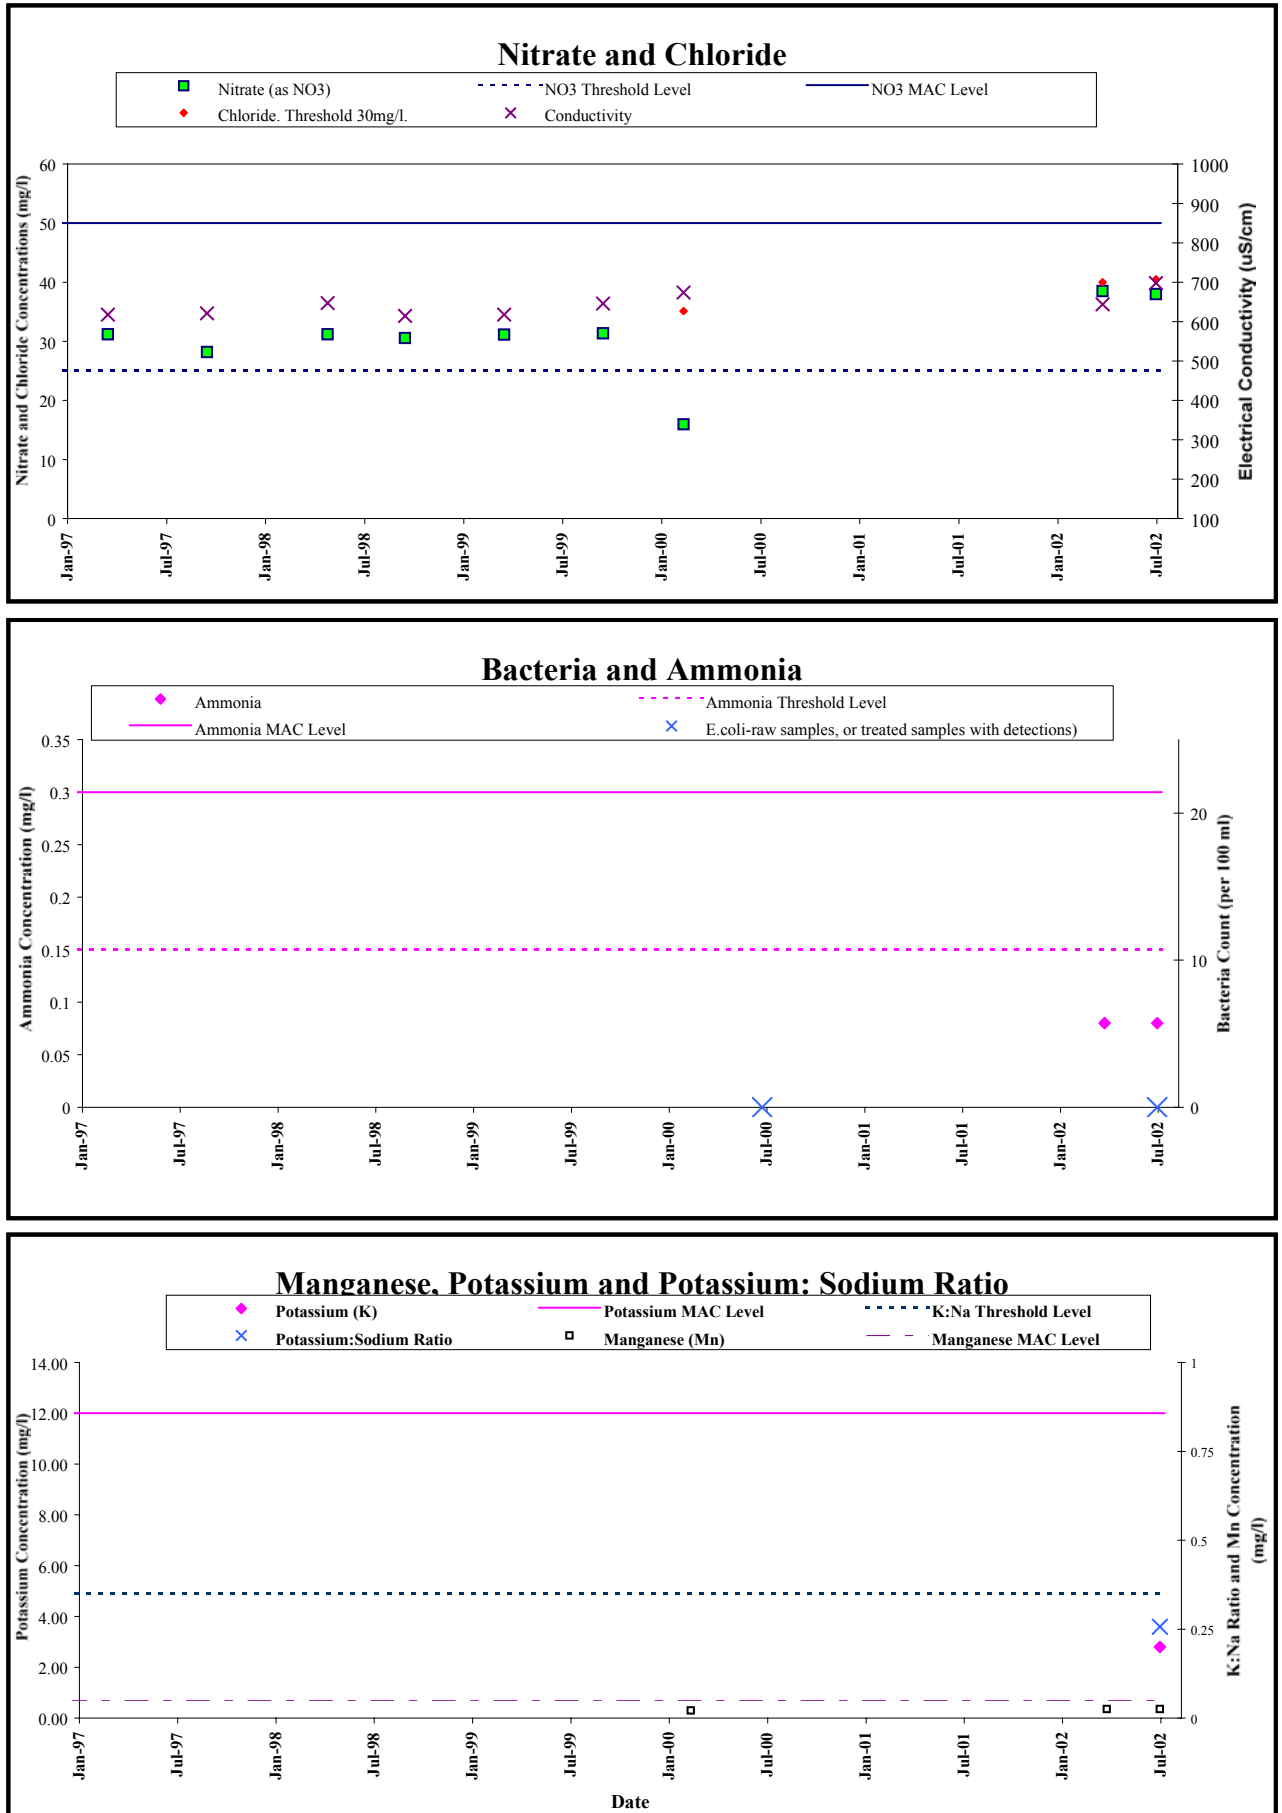 Nitrate and Chloride
Nitrate (as NO3)
NO3 Threshold Level
NO3 MAC Level
Chloride. Threshold 30mg/l.
Conductivity
Nitrate and Chloride Concentrations (mg/l)
60
50
40
30
20
10
0
Electrical Conductivity (uS/cm)
1000
900
800
700
600
500
400
300
200
100
Jan-97
Jul-97
Jan-98
Jul-98
Jan-99
Jul-99
Jan-00
Jul-00
Jan-01
Jul-01
Jan-02
Jul-02
Bacteria and Ammonia
Ammonia
Ammonia Threshold Level
Ammonia MAC Level
E.coli-raw samples, or treated samples with detections)
Ammonia Concentration (mg/l)
0.35
0.3
0.25
0.2
0.15
0.1
0.05
0
Bacteria Count (per 100 ml)
20
10
0
Jan-97
Jul-97
Jan-98
Jul-98
Jan-99
Jul-99
Jan-00
Jul-00
Jan-01
Jul-01
Jan-02
Jul-02
Manganese, Potassium and Potassium: Sodium Ratio
Potassium (K)
Potassium MAC Level
K:Na Threshold Level
Potassium:Sodium Ratio
Manganese (Mn)
Manganese MAC Level
Potassium Concentration (mg/l)
14.00
12.00
10.00
8.00
6.00
4.00
2.00
0.00
K:Na Ratio and Mn Concentration
(mg/l)
1
0.75
0.5
0.25
0
Jan-97
Jul-97
Jan-98
Jul-98
Jan-99
Jul-99
Jan-00
Jul-00
Jan-01
Jul-01
Jan-02
Jul-02
Date